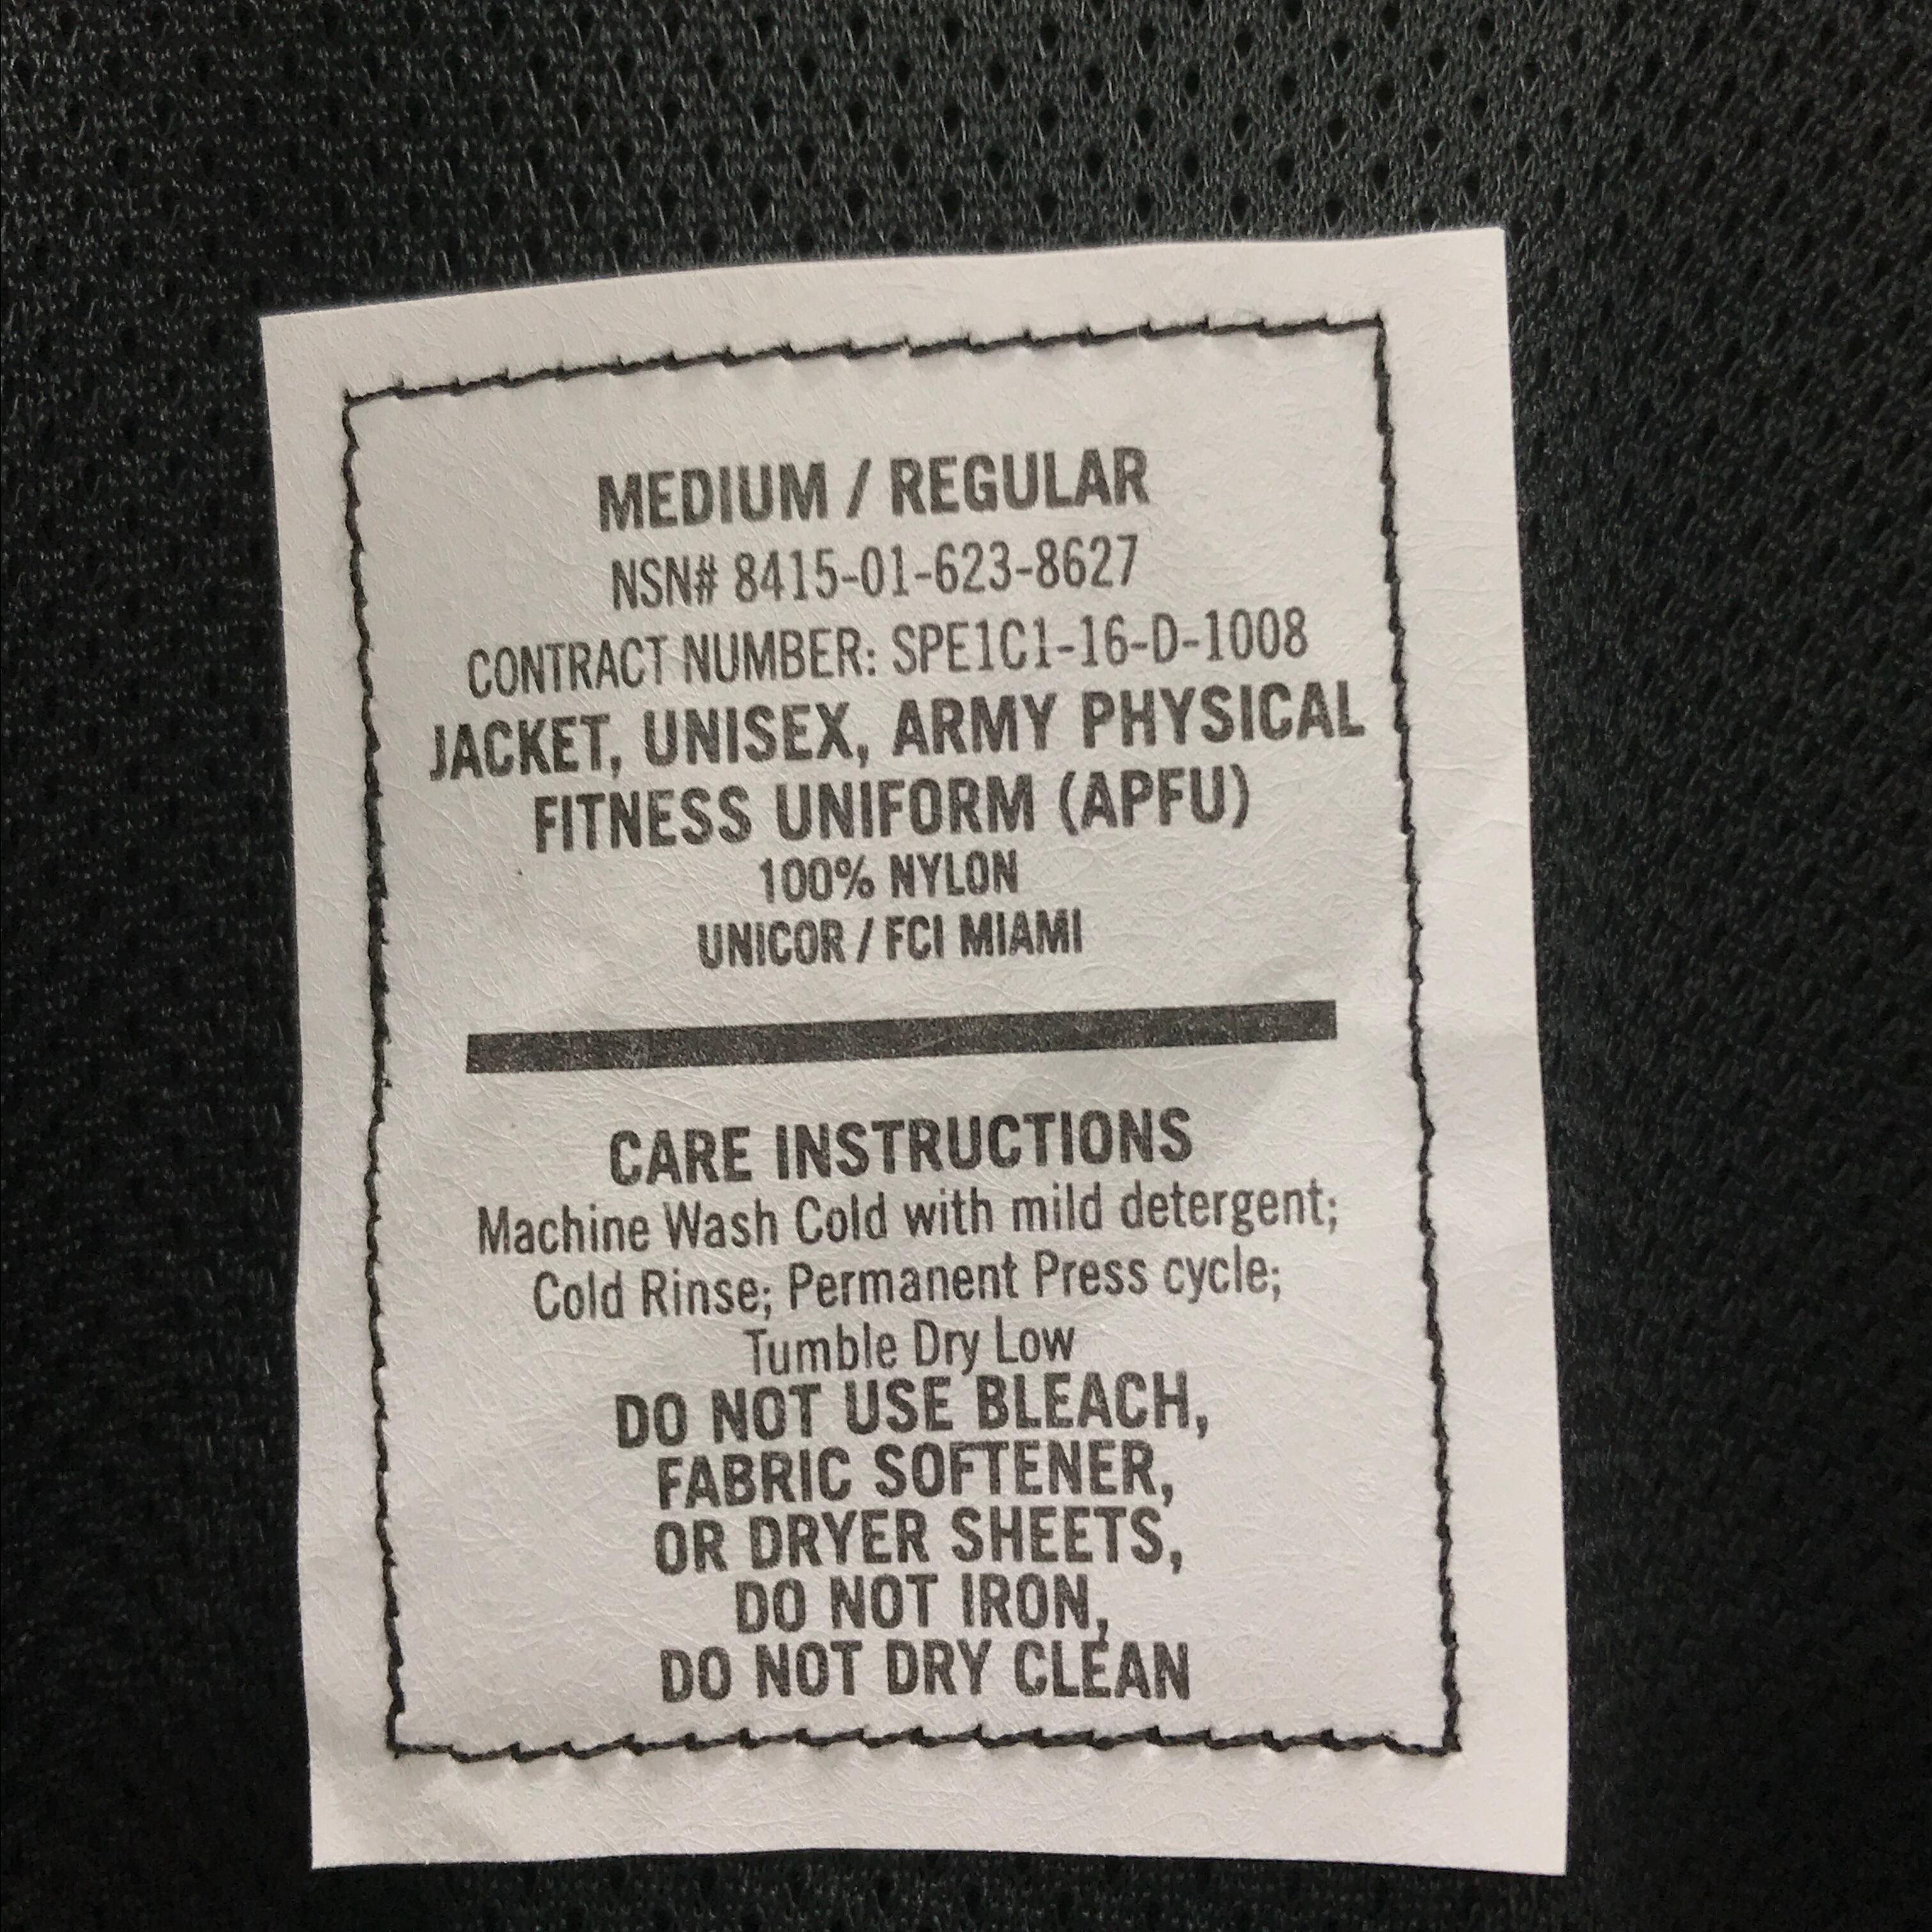 MEDIUM / REGULAR
NSN# 8415-01-623-8627
CONTRACT NUMBER: SPE1C1-16-D-1008
JACKET, UNISEX, ARMY PHYSICAL
FITNESS UNIFORM (APFU)
100% NYLON
UNICOR / FCI MIAMI
CARE INSTRUCTIONS
Machine Wash Cold with mild detergent;
Cold Rinse; Permanent Press cycle;
Tumble Dry Low
DO NOT USE BLEACH,
FABRIC SOFTENER,
OR DRYER SHEETS,
DO NOT IRON,
DO NOT DRY CLEAN